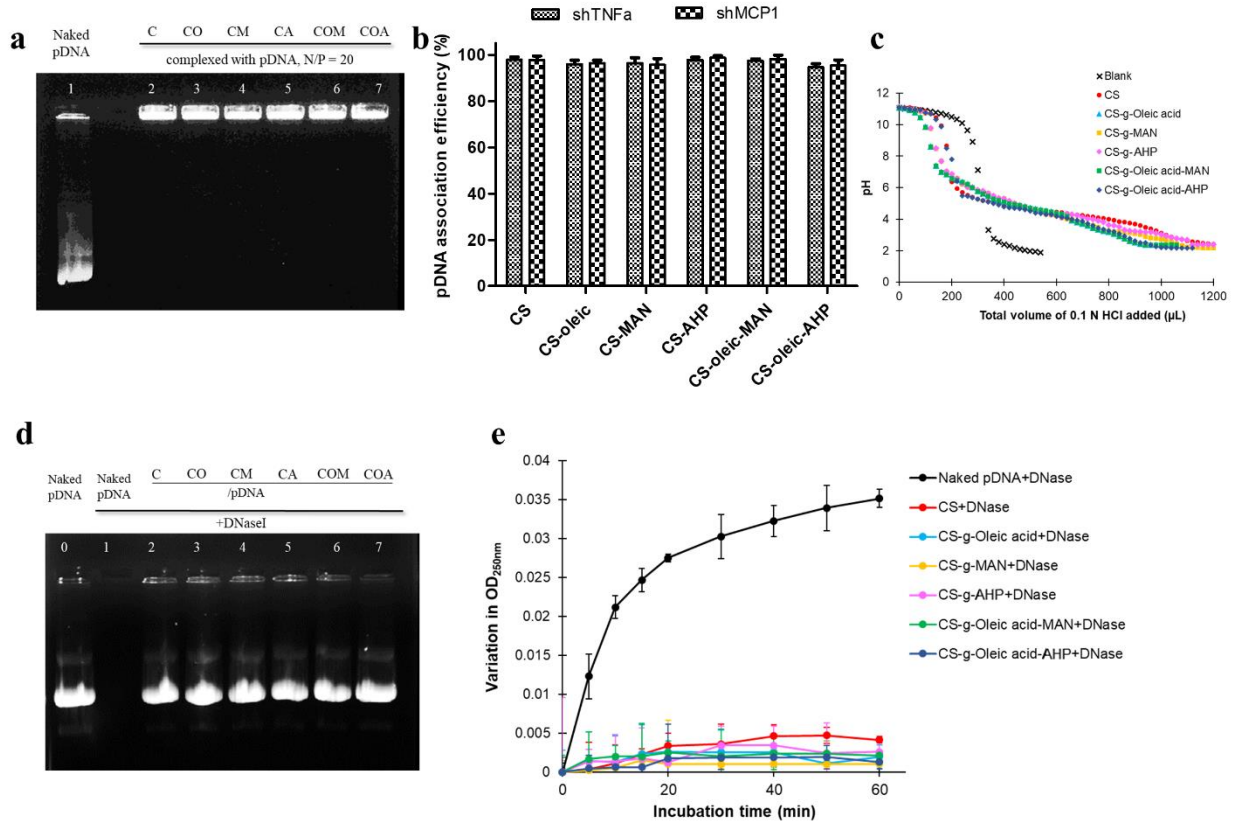 a
Naked
pDNA
C CO CM CA COM COA
complexed with pDNA, N/P = 20
1 2 3 4 5 6 7
b
shTNFa shMCP1
pDNA association efficiency (%)
100
80
60
40
20
0
CS
CS-oleic
CS-MAN
CS-AHP
CS-oleic-MAN
CS-oleic-AHP
c
Blank
CS
CS-g-Oleic acid
CS-g-MAN
CS-g-AHP
CS-g-Oleic acid-MAN
CS-g-Oleic acid-AHP
pH
12
10
8
6
4
2
0
0 200 400 600 800 1000 1200
Total volume of 0.1 N HCl added (µL)
d
Naked
pDNA
Naked
pDNA
C CO CM CA COM COA
/pDNA
+DNaseI
0 1 2 3 4 5 6 7
e
Variation in OD250nm
0.04
0.035
0.03
0.025
0.02
0.015
0.01
0.005
0
0 20 40 60
Incubation time (min)
Naked pDNA+DNase
CS+DNase
CS-g-Oleic acid+DNase
CS-g-MAN+DNase
CS-g-AHP+DNase
CS-g-Oleic acid-MAN+DNase
CS-g-Oleic acid-AHP+DNase